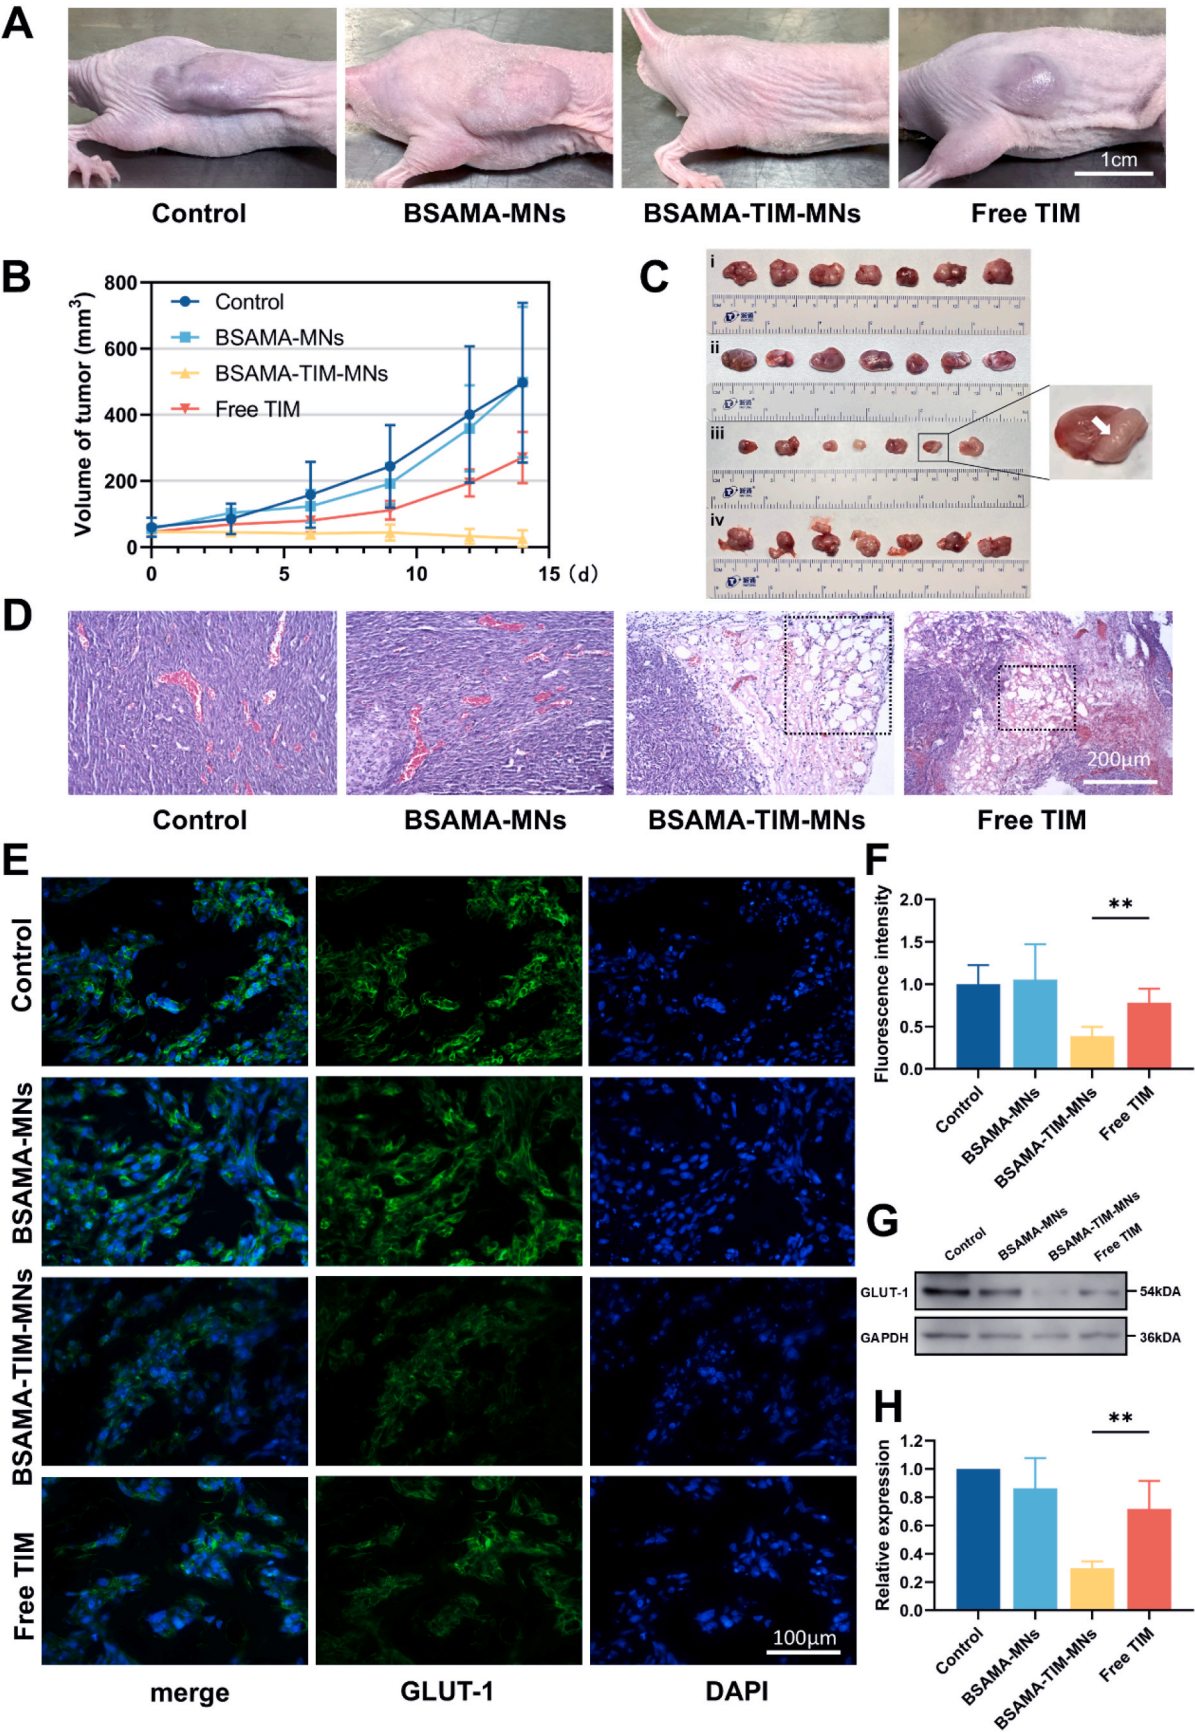 A
Control
BSAMA-MNs
BSAMA-TIM-MNs
Free TIM
1cm
B
Volume of tumor (mm³)
800
600
400
200
0
0
5
10
15 (d)
Control
BSAMA-MNs
BSAMA-TIM-MNs
Free TIM
C
i
ii
iii
iv
D
200μm
Control
BSAMA-MNs
BSAMA-TIM-MNs
Free TIM
E
Control
BSAMA-MNs
BSAMA-TIM-MNs
Free TIM
100μm
merge
GLUT-1
DAPI
F
Fluorescence intensity
2.0
1.5
1.0
0.5
0.0
**
Control
BSAMA-MNs
BSAMA-TIM-MNs
Free TIM
G
Control
BSAMA-MNs
BSAMA-TIM-MNs
Free TIM
GLUT-1
54kDA
GAPDH
36kDA
H
Relative expression
1.2
1.0
0.8
0.6
0.4
0.2
0.0
**
Control
BSAMA-MNs
BSAMA-TIM-MNs
Free TIM